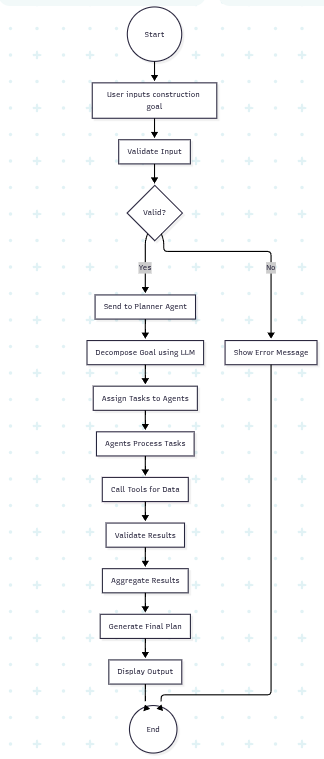 Start
User inputs construction
goal
Validate Input
Valid?
Yes
No
Send to Planner Agent
Decompose Goal using LLM
Show Error Message
Assign Tasks to Agents
Agents Process Tasks
Call Tools for Data
Validate Results
Aggregate Results
Generate Final Plan
Display Output
End